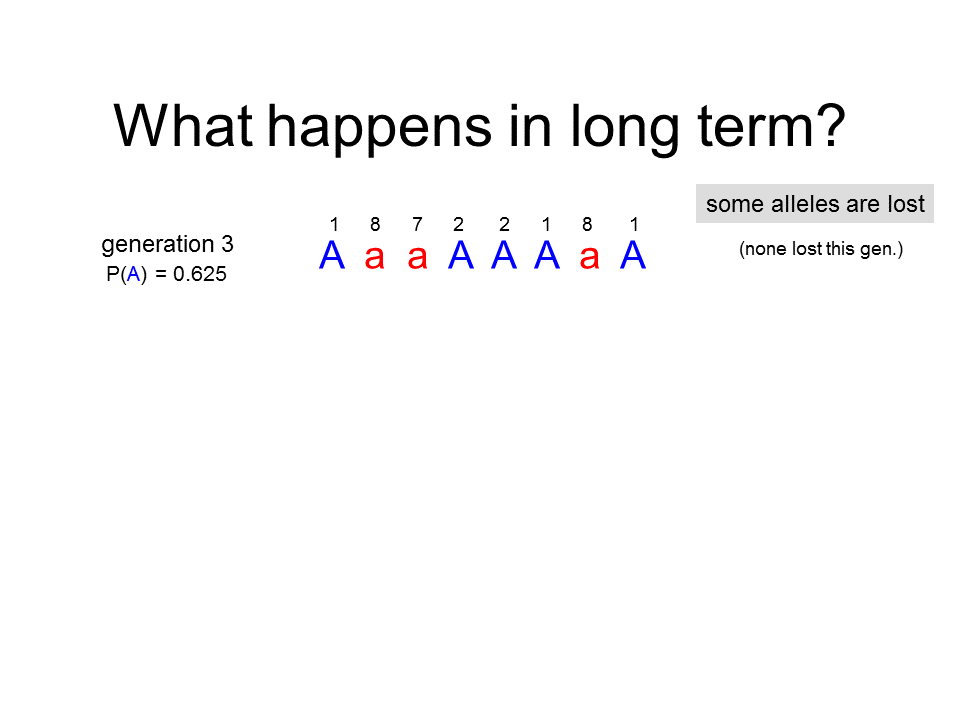 What happens in long term?
some alleles are lost
1 8 7 2 2 1 8 1
generation 3
A a a A A A a A
(none lost this gen.)
P(A) = 0.625